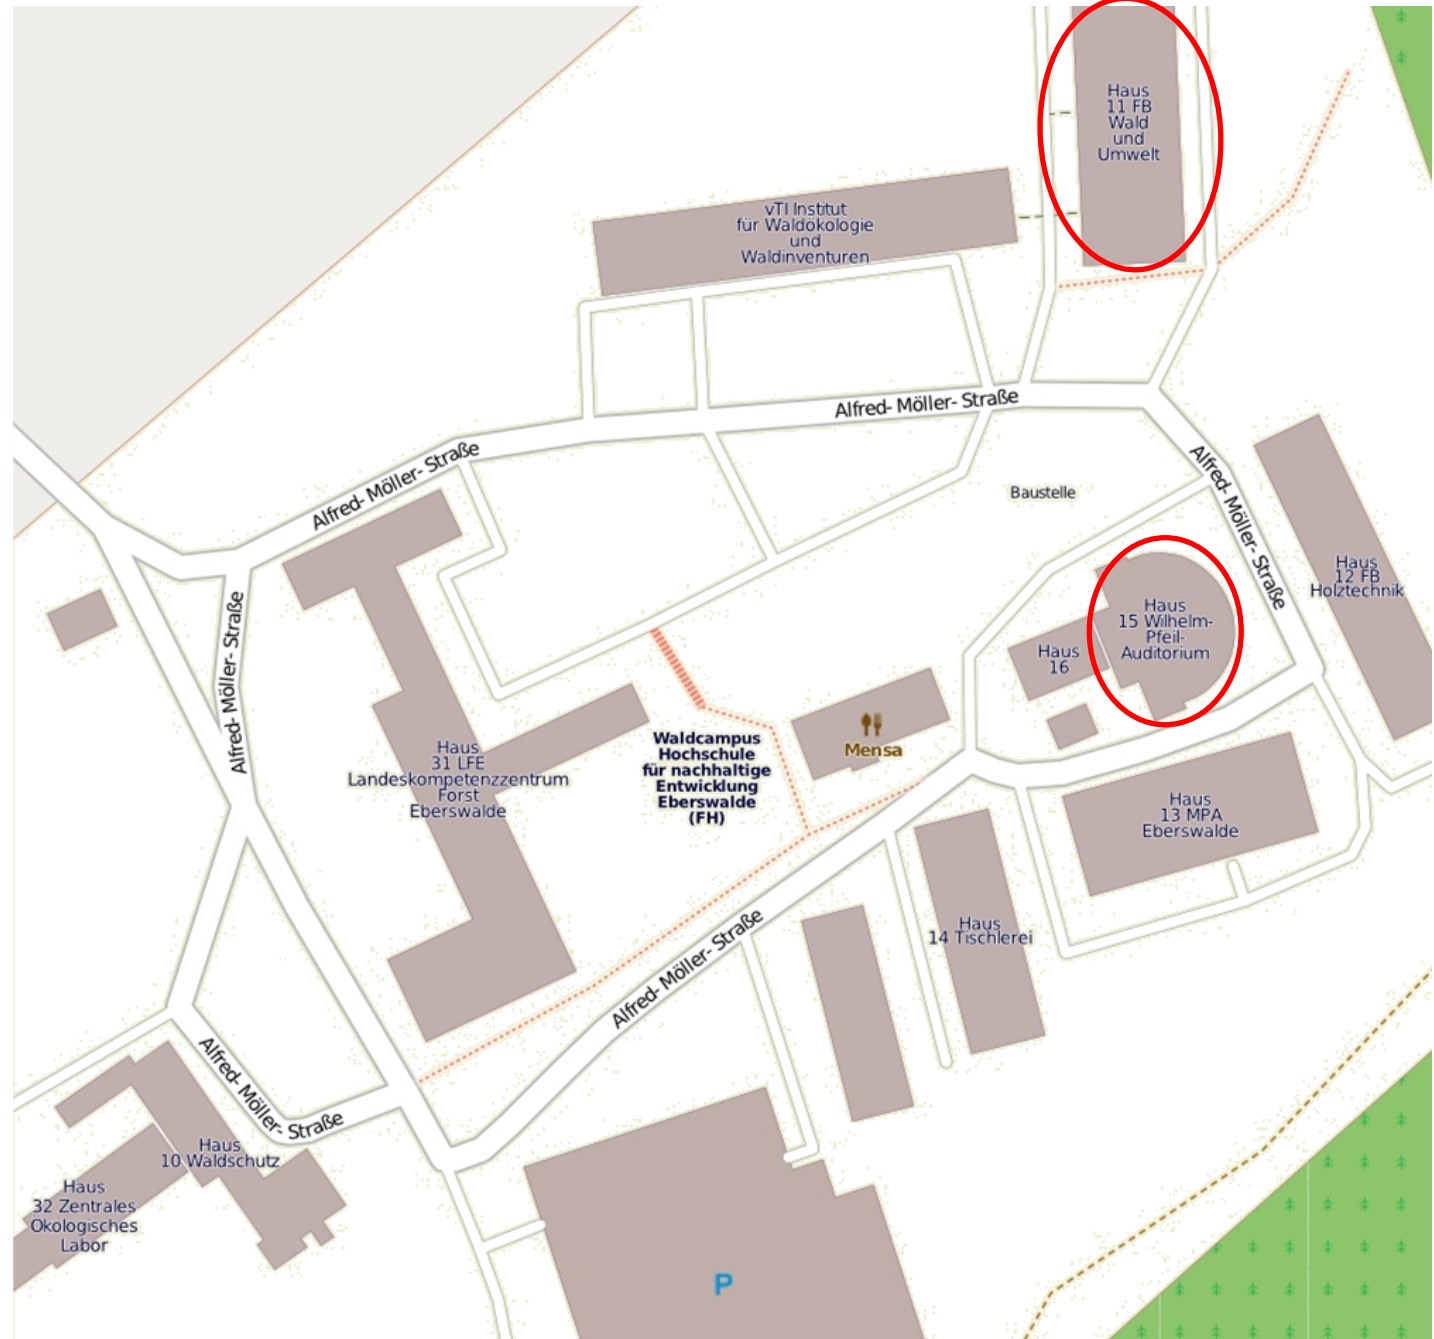 Haus
11 FB
Wald
und
Umwelt
vTI Institut
für Waldökologie
und
Waldinventuren
Alfred- Möller- Straße
Alfred- Möller- Straße
Alfred- Möller- Straße
Baustelle
Haus
12 FB
Holztechnik
Alfred- Möller- Straße
Haus
15 Wilhelm-
Pfeil-
Auditorium
Haus
16
Haus
31 LFE
Landeskompetenzzentrum
Forst
Eberswalde
Waldcampus
Hochschule
für nachhaltige
Entwicklung
Eberswalde
(FH)
Mensa
Haus
13 MPA
Eberswalde
Haus
14 Tischlerei
Alfred- Möller- Straße
Alfred- Möller- Straße
Haus
10 Waldschutz
Haus
32 Zentrales
Ökologisches
Labor
P